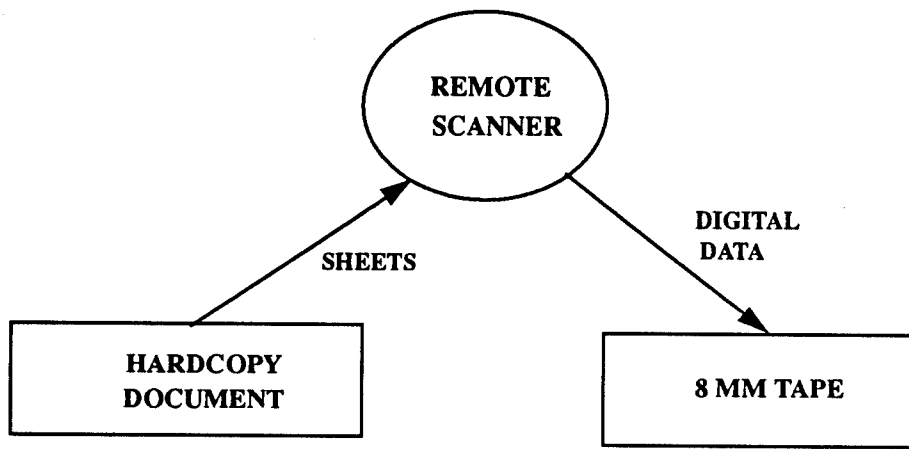 REMOTE
SCANNER
SHEETS
DIGITAL
DATA
HARDCOPY
DOCUMENT
8 MM TAPE